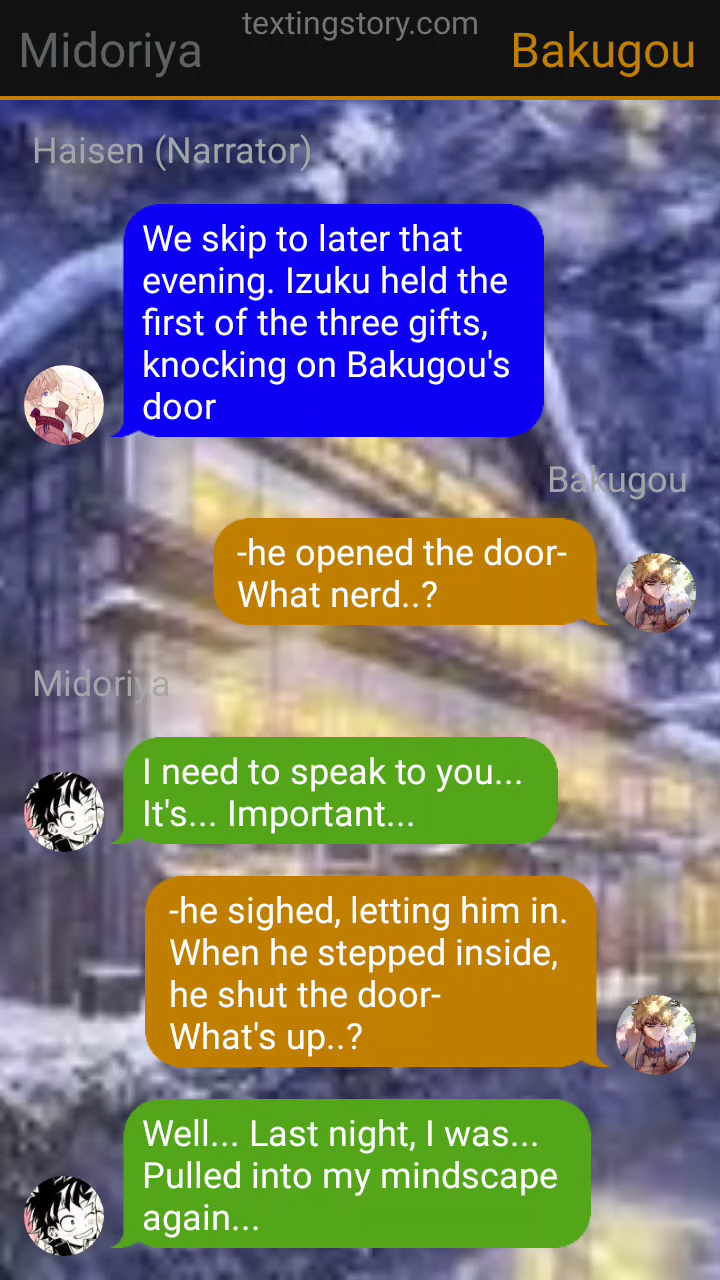 textingstory.com
Midoriya
Bakugou
Haisen (Narrator)
We skip to later that
evening. Izuku held the
first of the three gifts,
knocking on Bakugou's
door
Bakugou
-he opened the door-
What nerd..?
Midoriya
I need to speak to you...
It's... Important...
-he sighed, letting him in.
When he stepped inside,
he shut the door-
What's up..?
Well... Last night, I was...
Pulled into my mindscape
again...